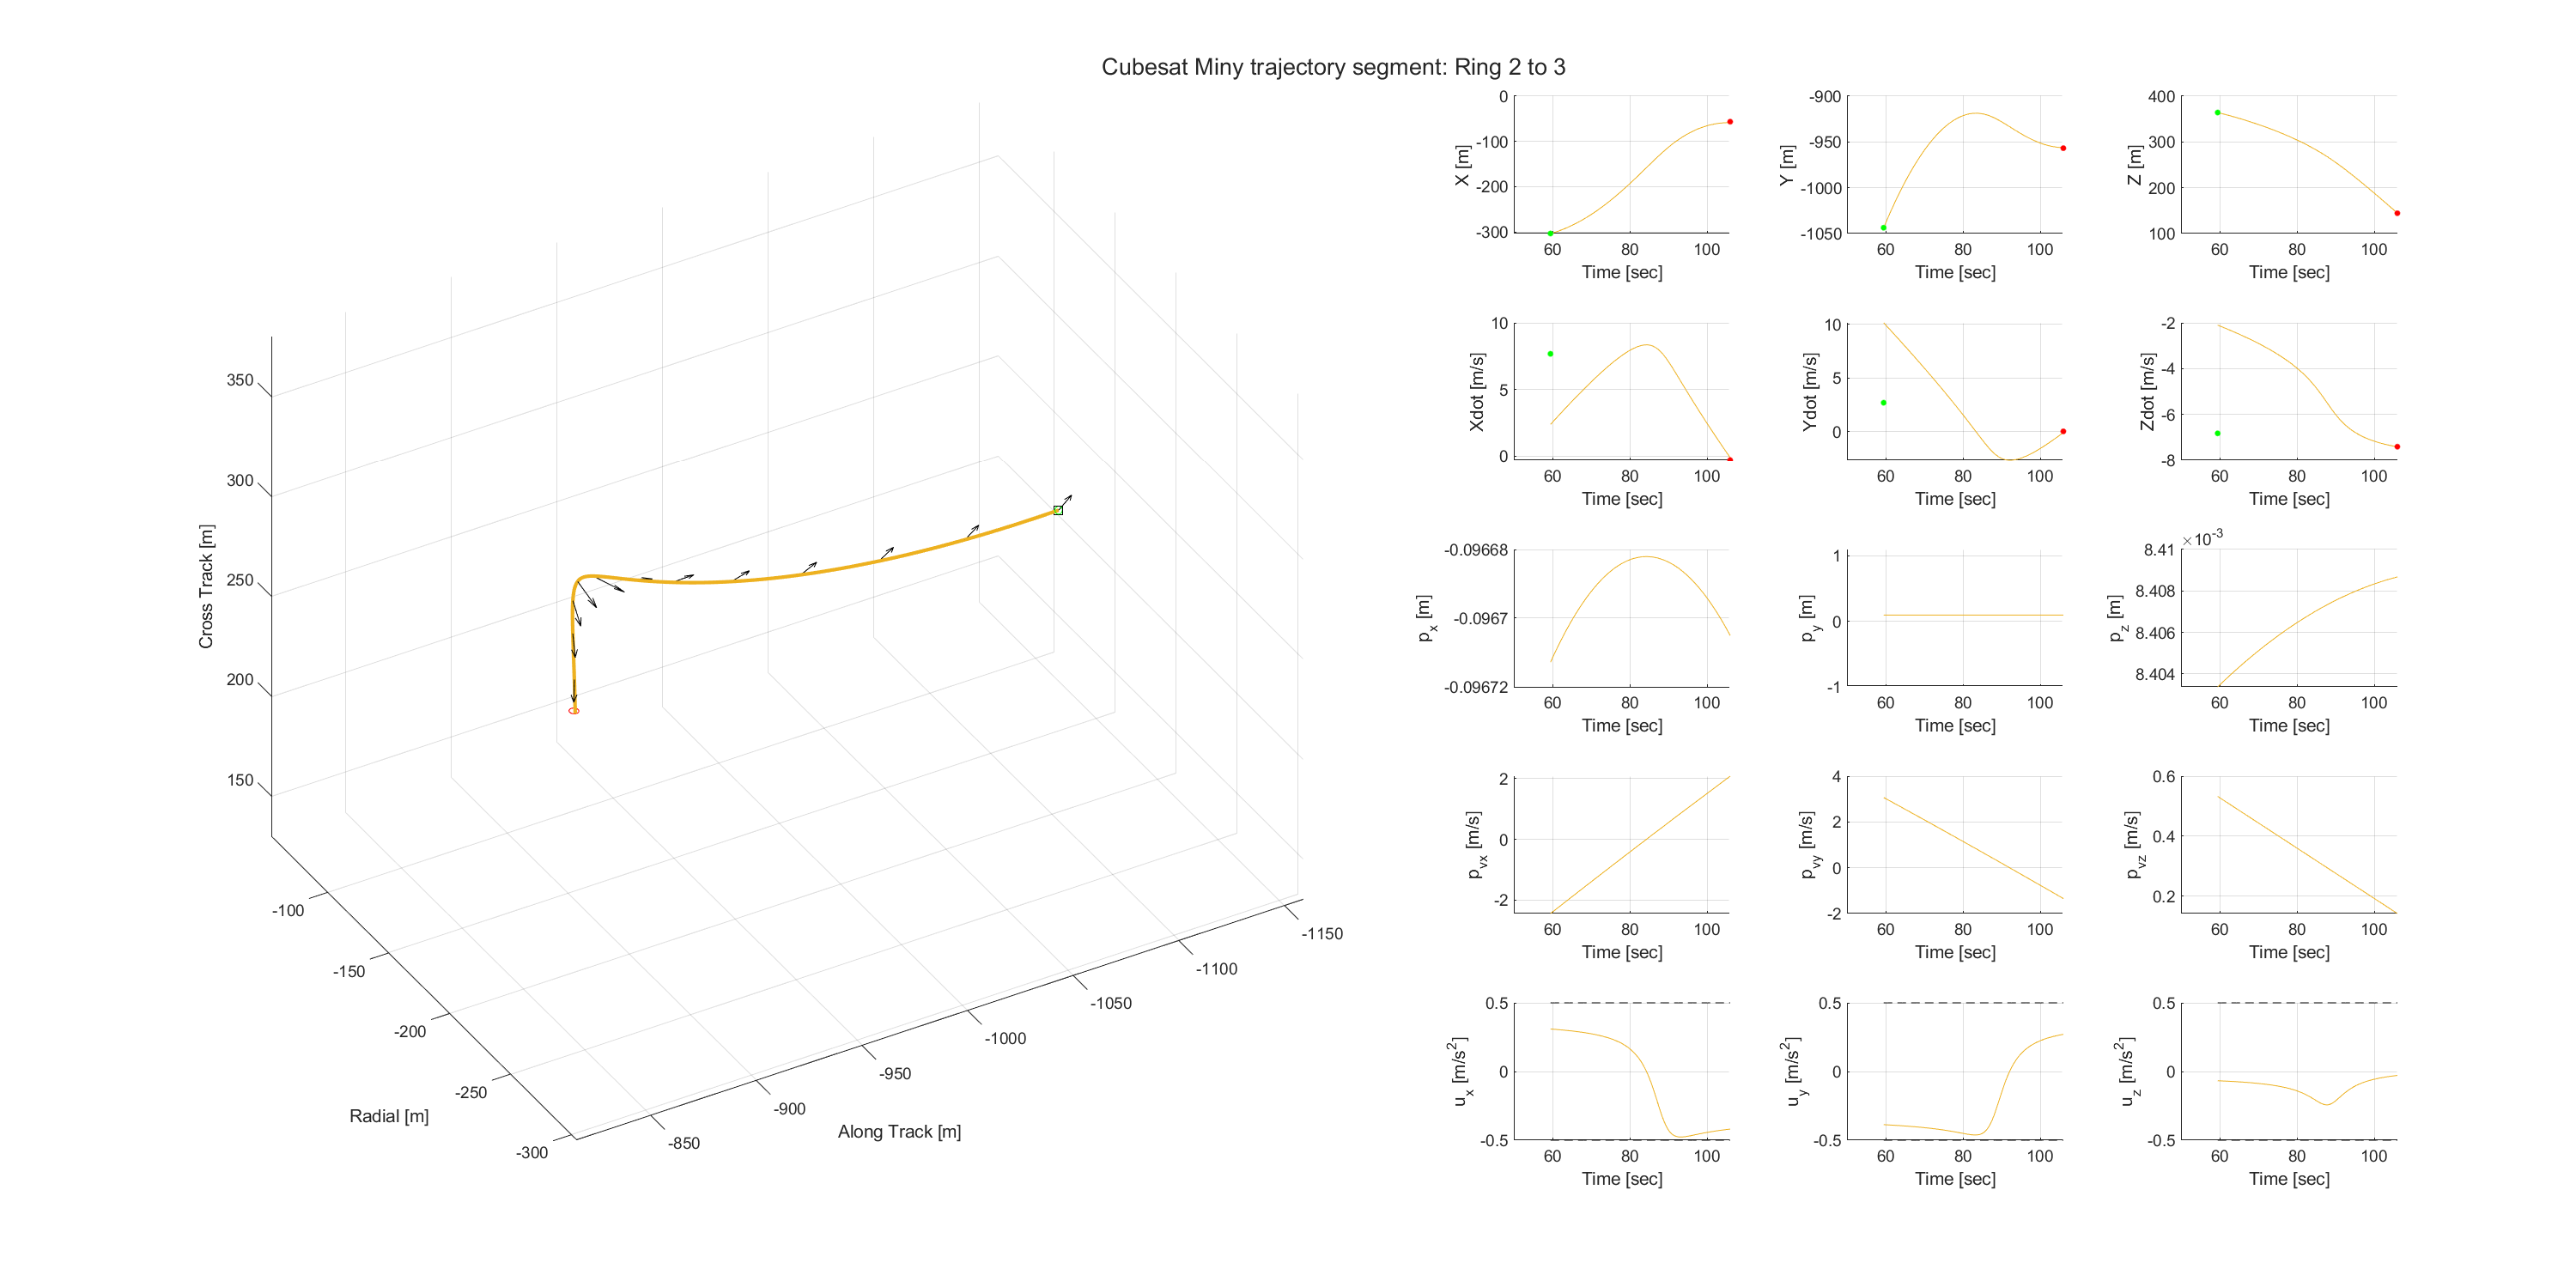 Cubesat Miny trajectory segment: Ring 2 to 3
350
300
250
200
150
Cross Track [m]
-100
-150
-200
-250
-300
Radial [m]
-850
-900
-950
-1000
-1050
-1100
-1150
Along Track [m]
0
-100
-200
-300
X [m]
60 80 100
Time [sec]
-900
-950
-1000
-1050
Y [m]
60 80 100
Time [sec]
400
300
200
100
Z [m]
60 80 100
Time [sec]
10
5
0
Xdot [m/s]
60 80 100
Time [sec]
10
5
0
Ydot [m/s]
60 80 100
Time [sec]
-2
-4
-6
-8
Zdot [m/s]
60 80 100
Time [sec]
-0.09668
-0.0967
-0.09672
p_x [m]
60 80 100
Time [sec]
1
0
-1
p_y [m]
60 80 100
Time [sec]
×10^-3
8.41
8.408
8.406
8.404
p_z [m]
60 80 100
Time [sec]
2
0
-2
p_vx [m/s]
60 80 100
Time [sec]
4
2
0
-2
p_vy [m/s]
60 80 100
Time [sec]
0.6
0.4
0.2
p_vz [m/s]
60 80 100
Time [sec]
0.5
0
-0.5
u_x [m/s^2]
60 80 100
Time [sec]
0.5
0
-0.5
u_y [m/s^2]
60 80 100
Time [sec]
0.5
0
-0.5
u_z [m/s^2]
60 80 100
Time [sec]